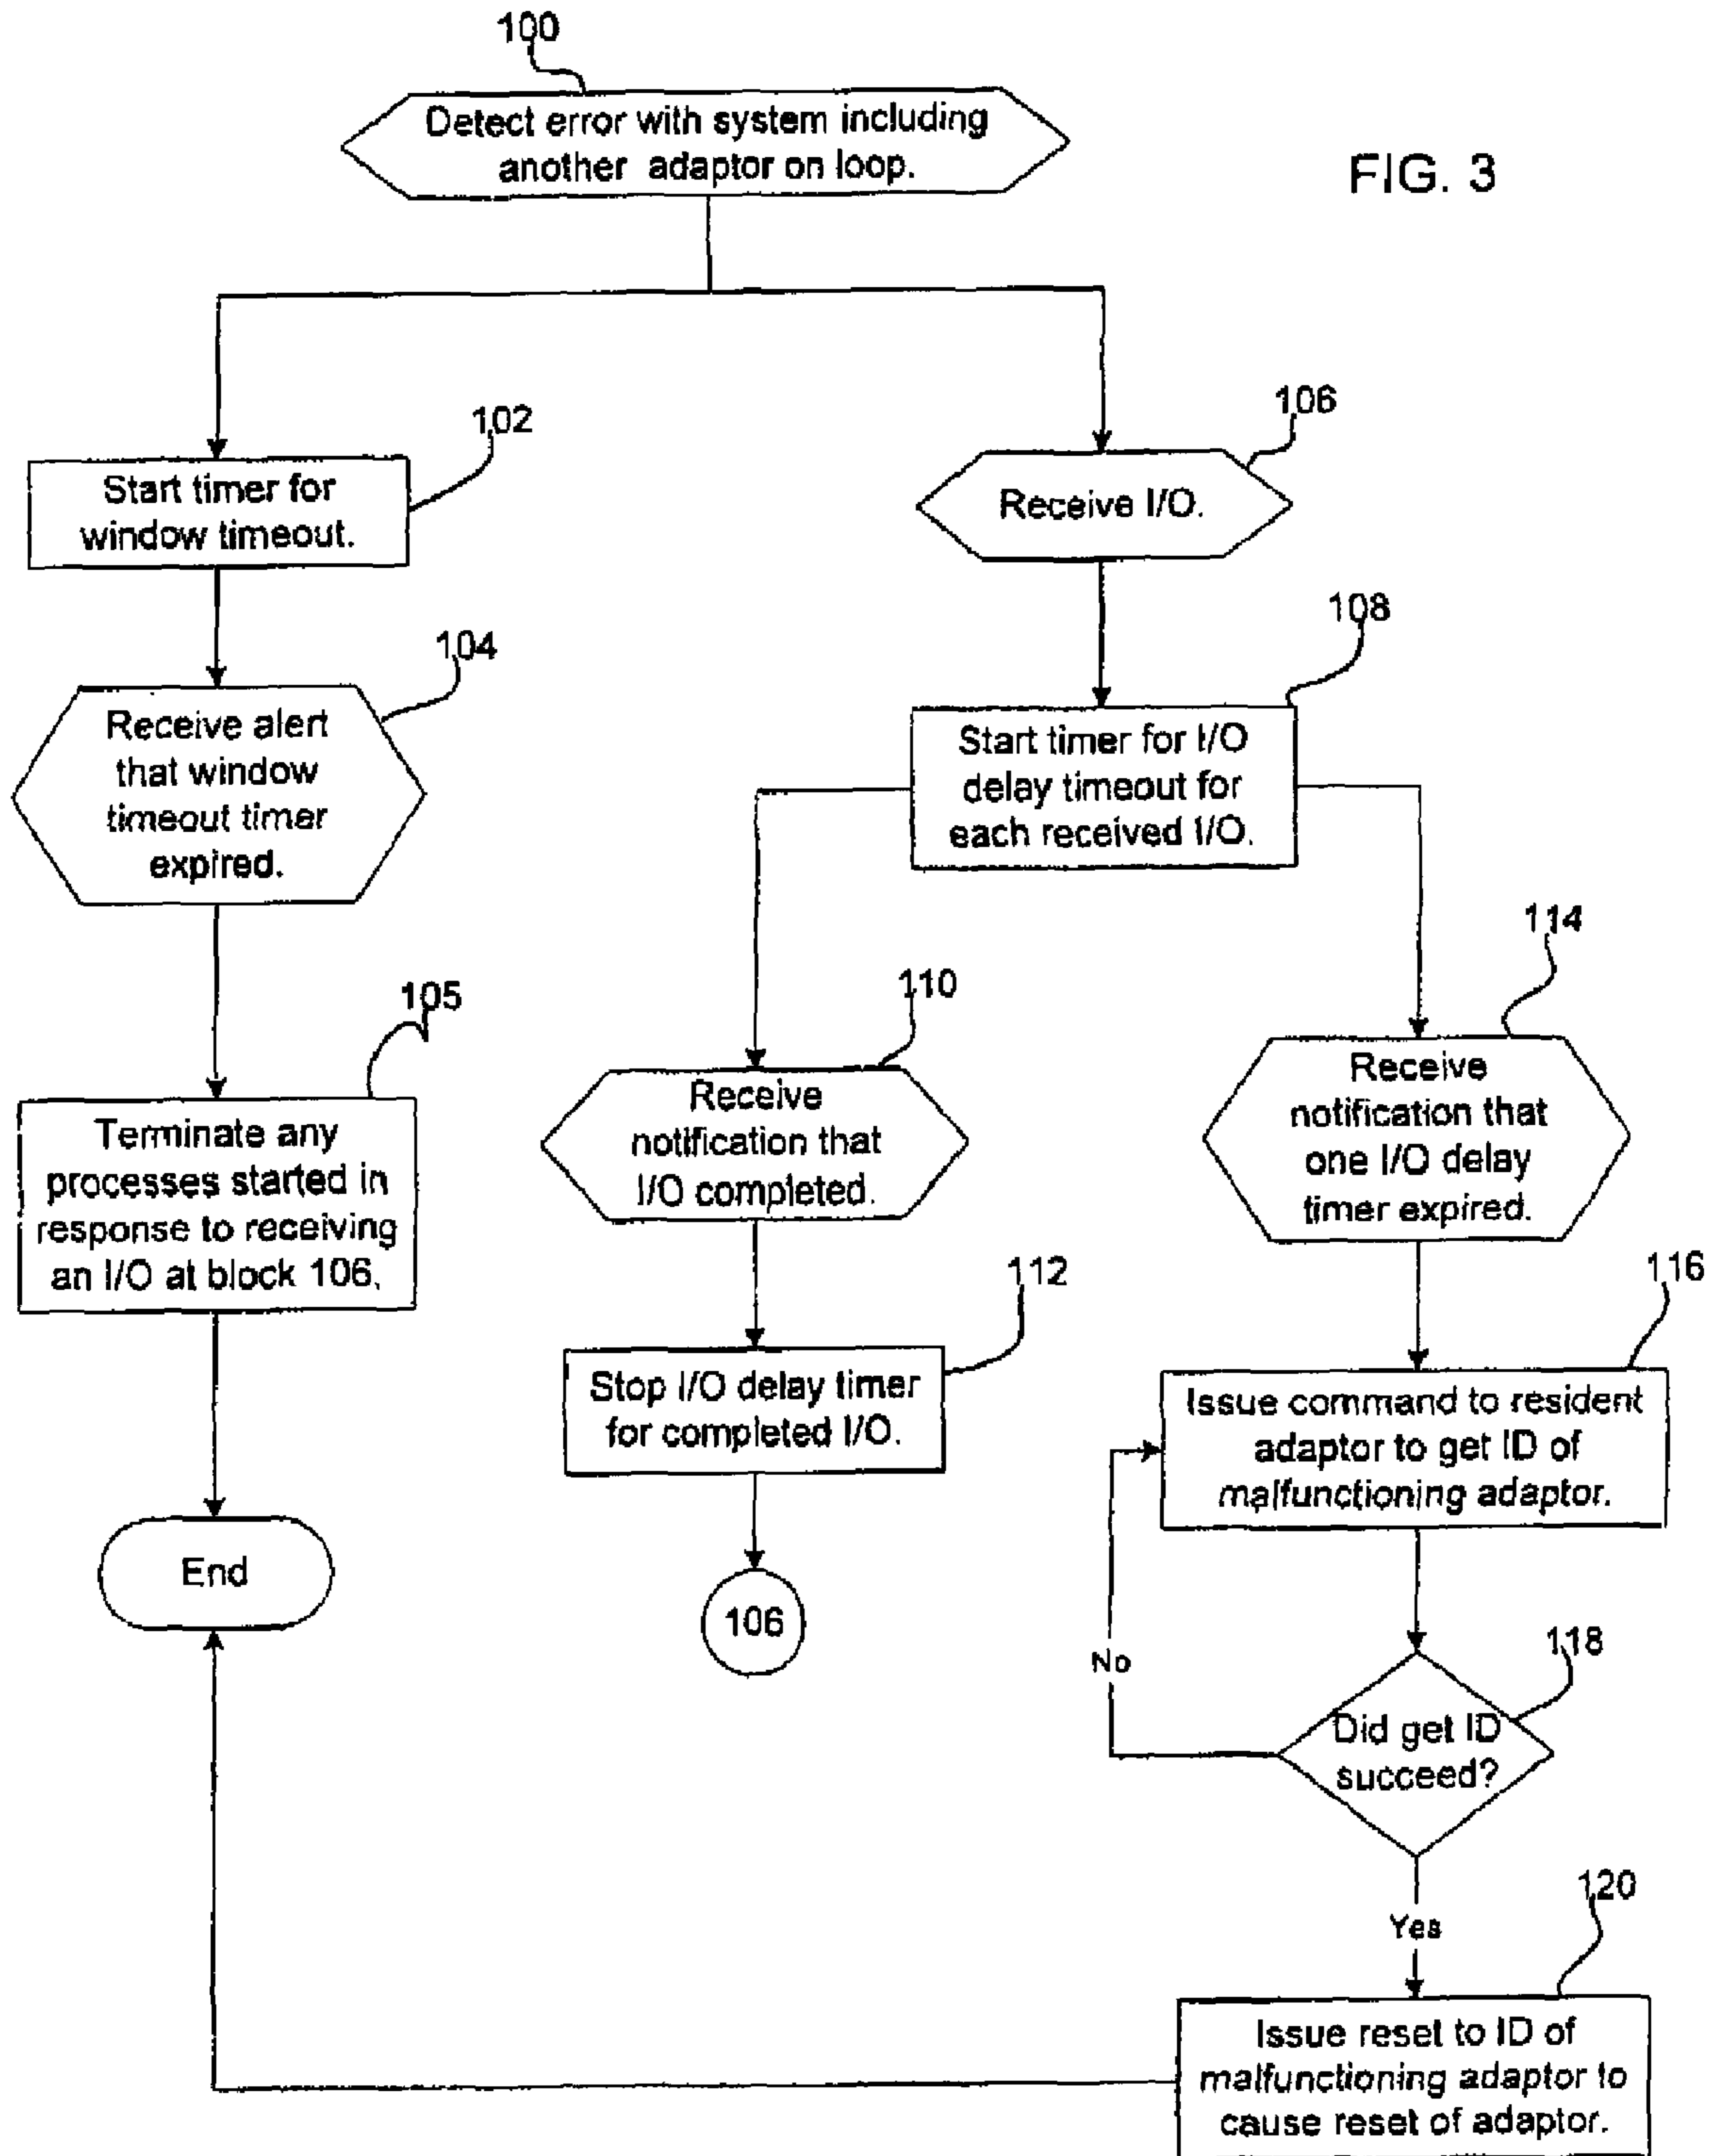 100
Detect error with system including
another adaptor on loop.
FIG. 3
102
Start timer for
window timeout.
104
Receive alert
that window
timeout timer
expired.
105
Terminate any
processes started in
response to receiving
an I/O at block 106.
End
106
Receive I/O.
108
Start timer for I/O
delay timeout for
each received I/O.
110
Receive
notification that
I/O completed.
112
Stop I/O delay timer
for completed I/O.
106
114
Receive
notification that
one I/O delay
timer expired.
116
Issue command to resident
adaptor to get ID of
malfunctioning adaptor.
118
Did get ID
succeed?
No
Yes
120
Issue reset to ID of
malfunctioning adaptor to
cause reset of adaptor.